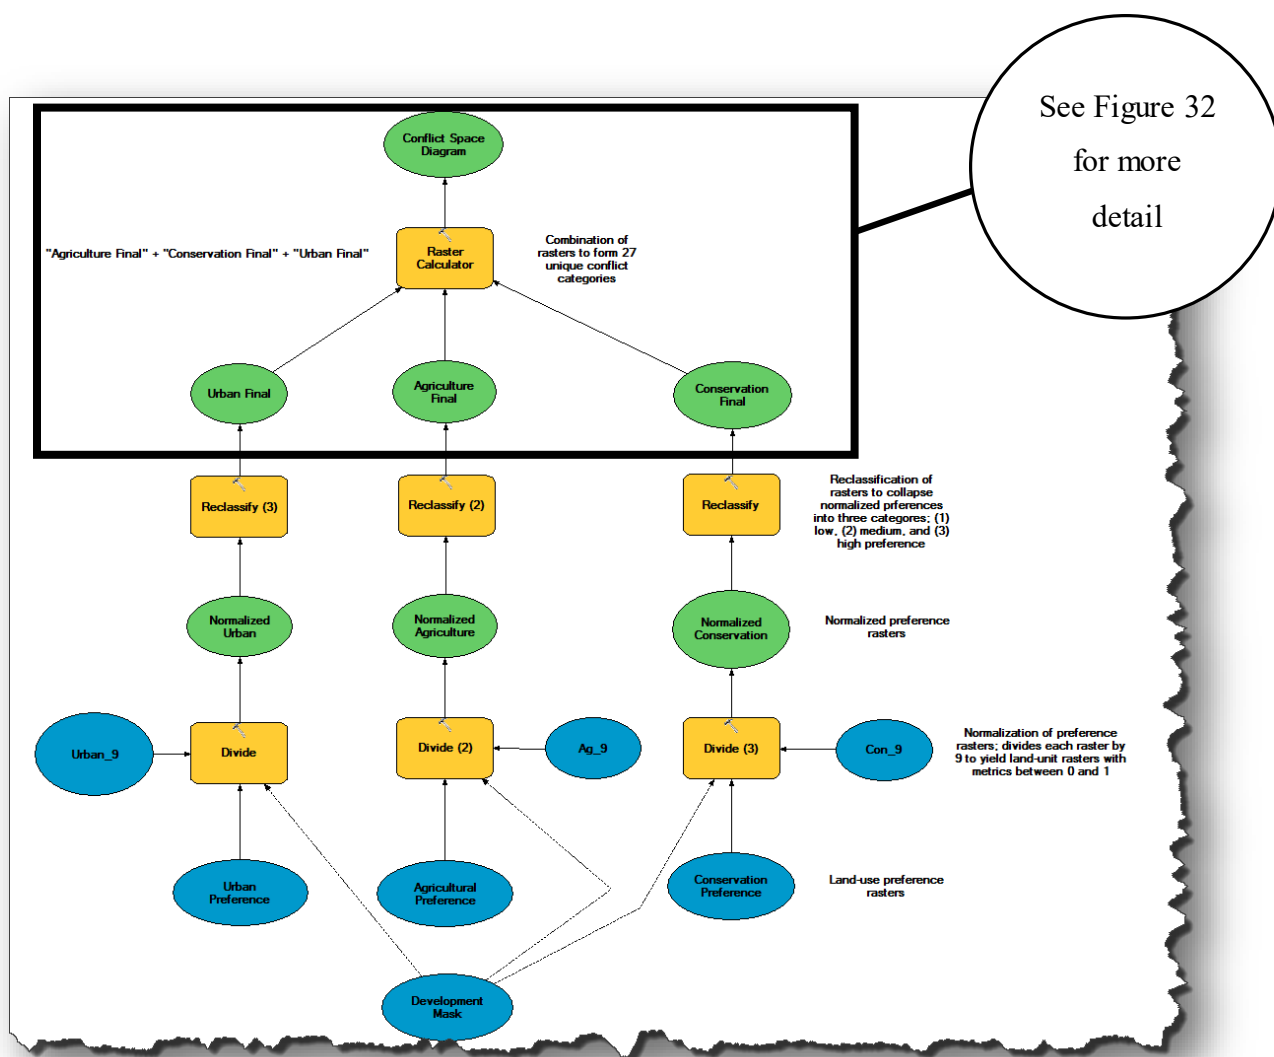 See Figure 32
for more
detail
Conflict Space
Diagram
"Agriculture Final" + "Conservation Final" + "Urban Final"
Raster
Calculator
Combination of
rasters to form 27
unique conflict
categories
Urban Final
Agriculture
Final
Conservation
Final
Reclassify (3)
Reclassify (2)
Reclassify
Reclassification of
rasters to collapse
normalized prferences
into three categores; (1)
low, (2) medium, and (3)
high preference
Normalized
Urban
Normalized
Agriculture
Normalized
Conservation
Normalized preference
rasters
Urban_9
Divide
Divide (2)
Ag_9
Divide (3)
Con_9
Normalization of preference
rasters; divides each raster by
9 to yield land-unit rasters with
metrics between 0 and 1
Urban
Preference
Agricultural
Preference
Conservation
Preference
Land-use preference
rasters
Development
Mask